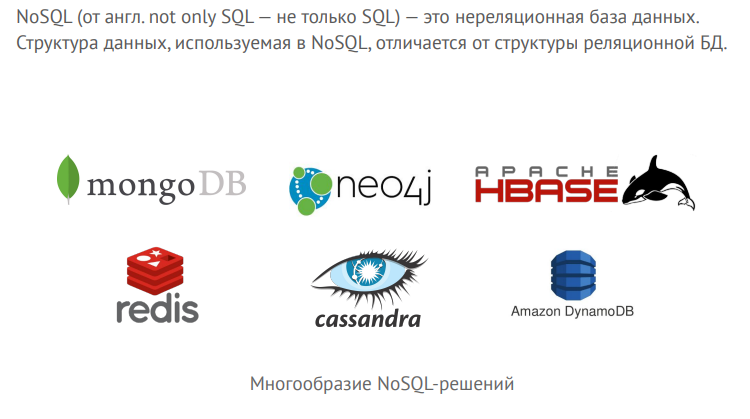 NoSQL (от англ. not only SQL — не только SQL) — это нереляционная база данных.
Структура данных, используемая в NoSQL, отличается от структуры реляционной БД.
mongoDB
neo4j
APACHE
HBASE
redis
cassandra
Amazon DynamoDB
Многообразие NoSQL-решений